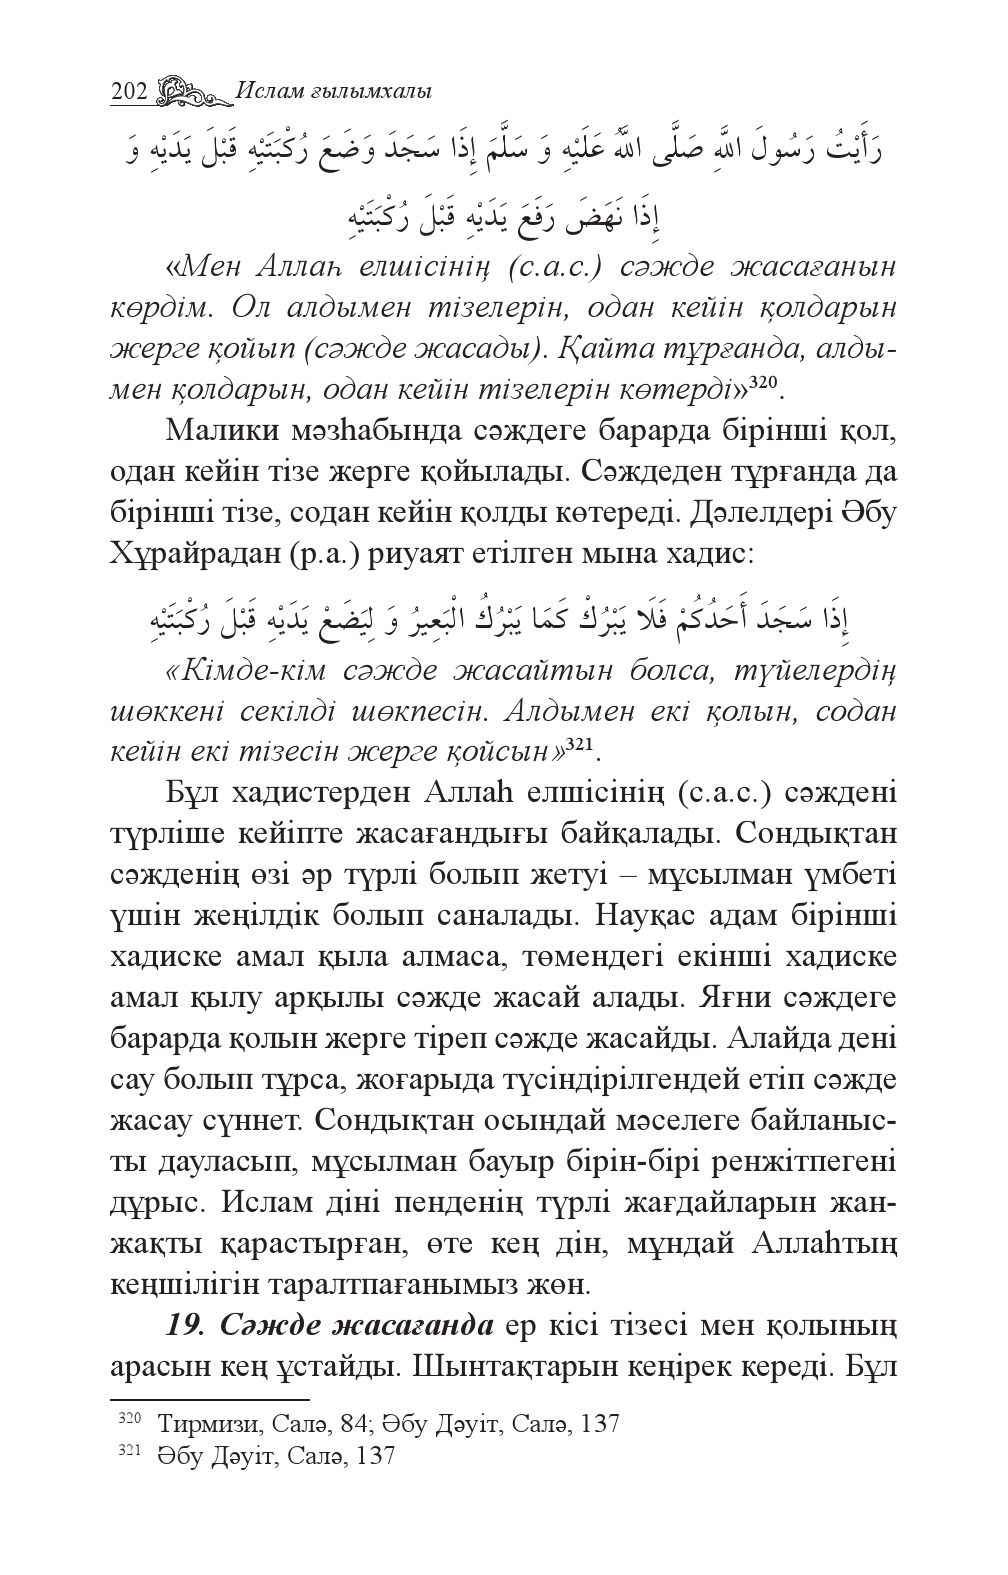 202 Ислам ғылымхалы
رَأَيْتُ رَسُولَ اللَّهِ صَلَّى اللَّهُ عَلَيْهِ وَ سَلَّمَ إِذَا سَجَدَ وَضَعَ رُكْبَتَيْهِ قَبْلَ يَدَيْهِ وَ
إِذَا نَهَضَ رَفَعَ يَدَيْهِ قَبْلَ رُكْبَتَيْهِ
«Мен Аллаһ елшісінің (с.а.с.) сәжде жасағанын
көрдім. Ол алдымен тізелерін, одан кейін қолдарын
жерге қойып (сәжде жасады). Қайта тұрғанда, алды-
мен қолдарын, одан кейін тізелерін көтерді»³²⁰.
Малики мәзһабында сәждеге барарда бірінші қол,
одан кейін тізе жерге қойылады. Сәждеден тұрғанда да
бірінші тізе, содан кейін қолды көтереді. Дәлелдері Әбу
Хұрайрадан (р.а.) риуаят етілген мына хадис:
إِذَا سَجَدَ أَحَدُكُمْ فَلَا يَبْرُكْ كَمَا يَبْرُكُ الْبَعِيرُ وَ لِيَضَعْ يَدَيْهِ قَبْلَ رُكْبَتَيْهِ
«Кімде-кім сәжде жасайтын болса, түйелердің
шөккені секілді шөкпесін. Алдымен екі қолын, содан
кейін екі тізесін жерге қойсын»³²¹.
Бұл хадистерден Аллаһ елшісінің (с.а.с.) сәждені
түрліше кейіпте жасағандығы байқалады. Сондықтан
сәжденің өзі әр түрлі болып жетуі – мұсылман үмбеті
үшін жеңілдік болып саналады. Науқас адам бірінші
хадиске амал қыла алмаса, төмендегі екінші хадиске
амал қылу арқылы сәжде жасай алады. Яғни сәждеге
барарда қолын жерге тіреп сәжде жасайды. Алайда дені
сау болып тұрса, жоғарыда түсіндірілгендей етіп сәжде
жасау сүннет. Сондықтан осындай мәселеге байланыс-
ты дауласып, мұсылман бауыр бірін-бірі ренжітпегені
дұрыс. Ислам діні пенденің түрлі жағдайларын жан-
жақты қарастырған, өте кең дін, мұндай Аллаһтың
кеңшілігін таралтпағанымыз жөн.
19. Сәжде жасағанда ер кісі тізесі мен қолының
арасын кең ұстайды. Шынтақтарын кеңірек кереді. Бұл
³²⁰ Тирмизи, Салә, 84; Әбу Дәуіт, Салә, 137
³²¹ Әбу Дәуіт, Салә, 137